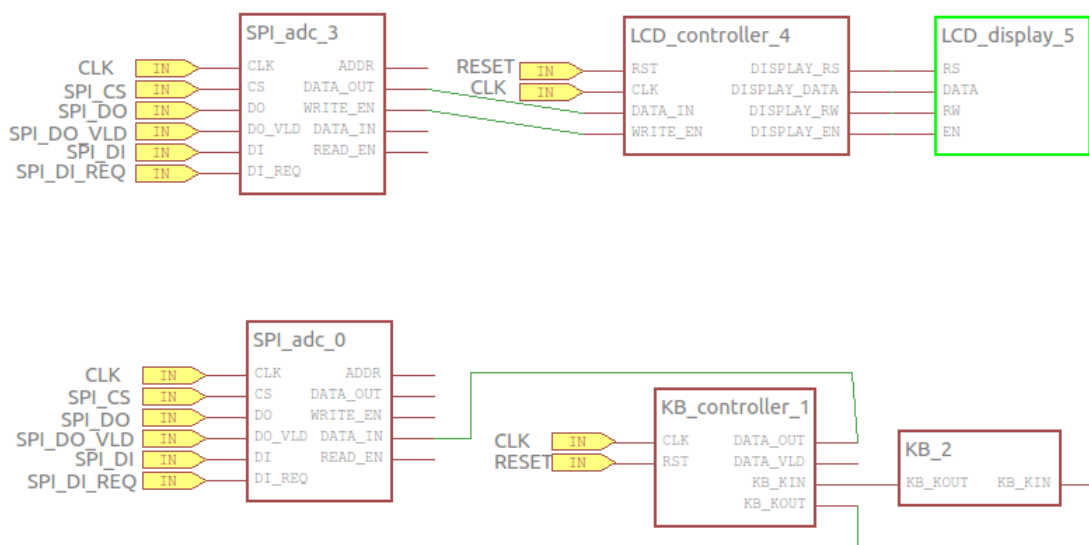 SPI_adc_3
CLK IN CLK ADDR
SPI_CS IN CS DATA_OUT
SPI_DO IN DO WRITE_EN
SPI_DO_VLD IN DO_VLD DATA_IN
SPI_DI IN DI READ_EN
SPI_DI_REQ IN DI_REQ
LCD_controller_4
RESET IN RST DISPLAY_RS
CLK IN CLK DISPLAY_DATA
DATA_IN DISPLAY_RW
WRITE_EN DISPLAY_EN
LCD_display_5
RS
DATA
RW
EN
SPI_adc_0
CLK IN CLK ADDR
SPI_CS IN CS DATA_OUT
SPI_DO IN DO WRITE_EN
SPI_DO_VLD IN DO_VLD DATA_IN
SPI_DI IN DI READ_EN
SPI_DI_REQ IN DI_REQ
KB_controller_1
CLK IN CLK DATA_OUT
RESET IN RST DATA_VLD
KB_KIN
KB_KOUT
KB_2
KB_KOUT KB_KIN